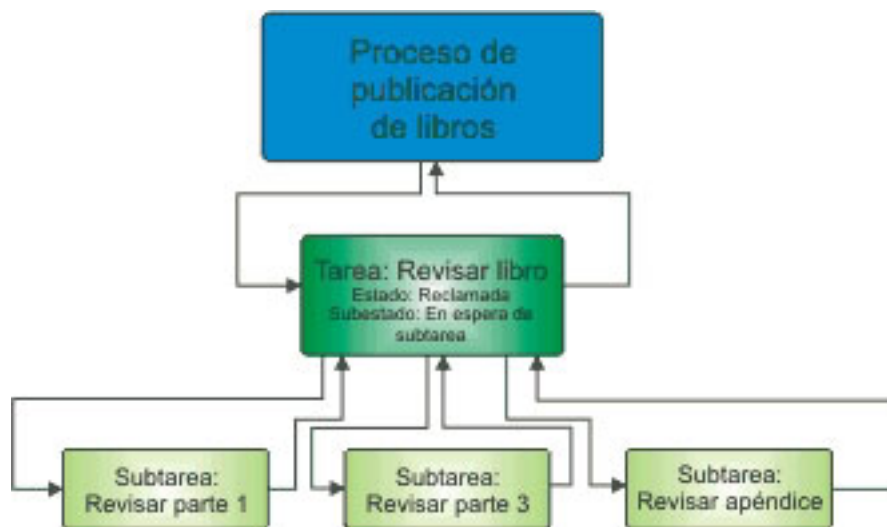 Proceso de
publicación
de libros
Tarea: Revisar libro
Estado: Reclamada
Subestado: En espera de
subtarea
Subtarea:
Revisar parte 1
Subtarea:
Revisar parte 3
Subtarea:
Revisar apéndice